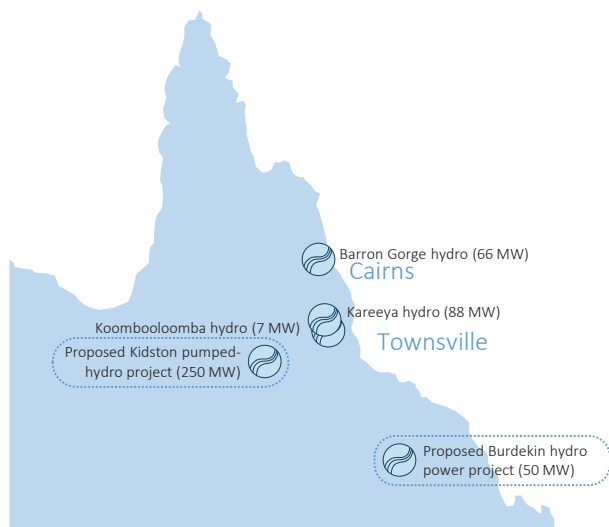 Barron Gorge hydro (66 MW)
Cairns
Kareeya hydro (88 MW)
Koombooloomba hydro (7 MW)
Townsville
Proposed Kidston pumped-
hydro project (250 MW)
Proposed Burdekin hydro
power project (50 MW)